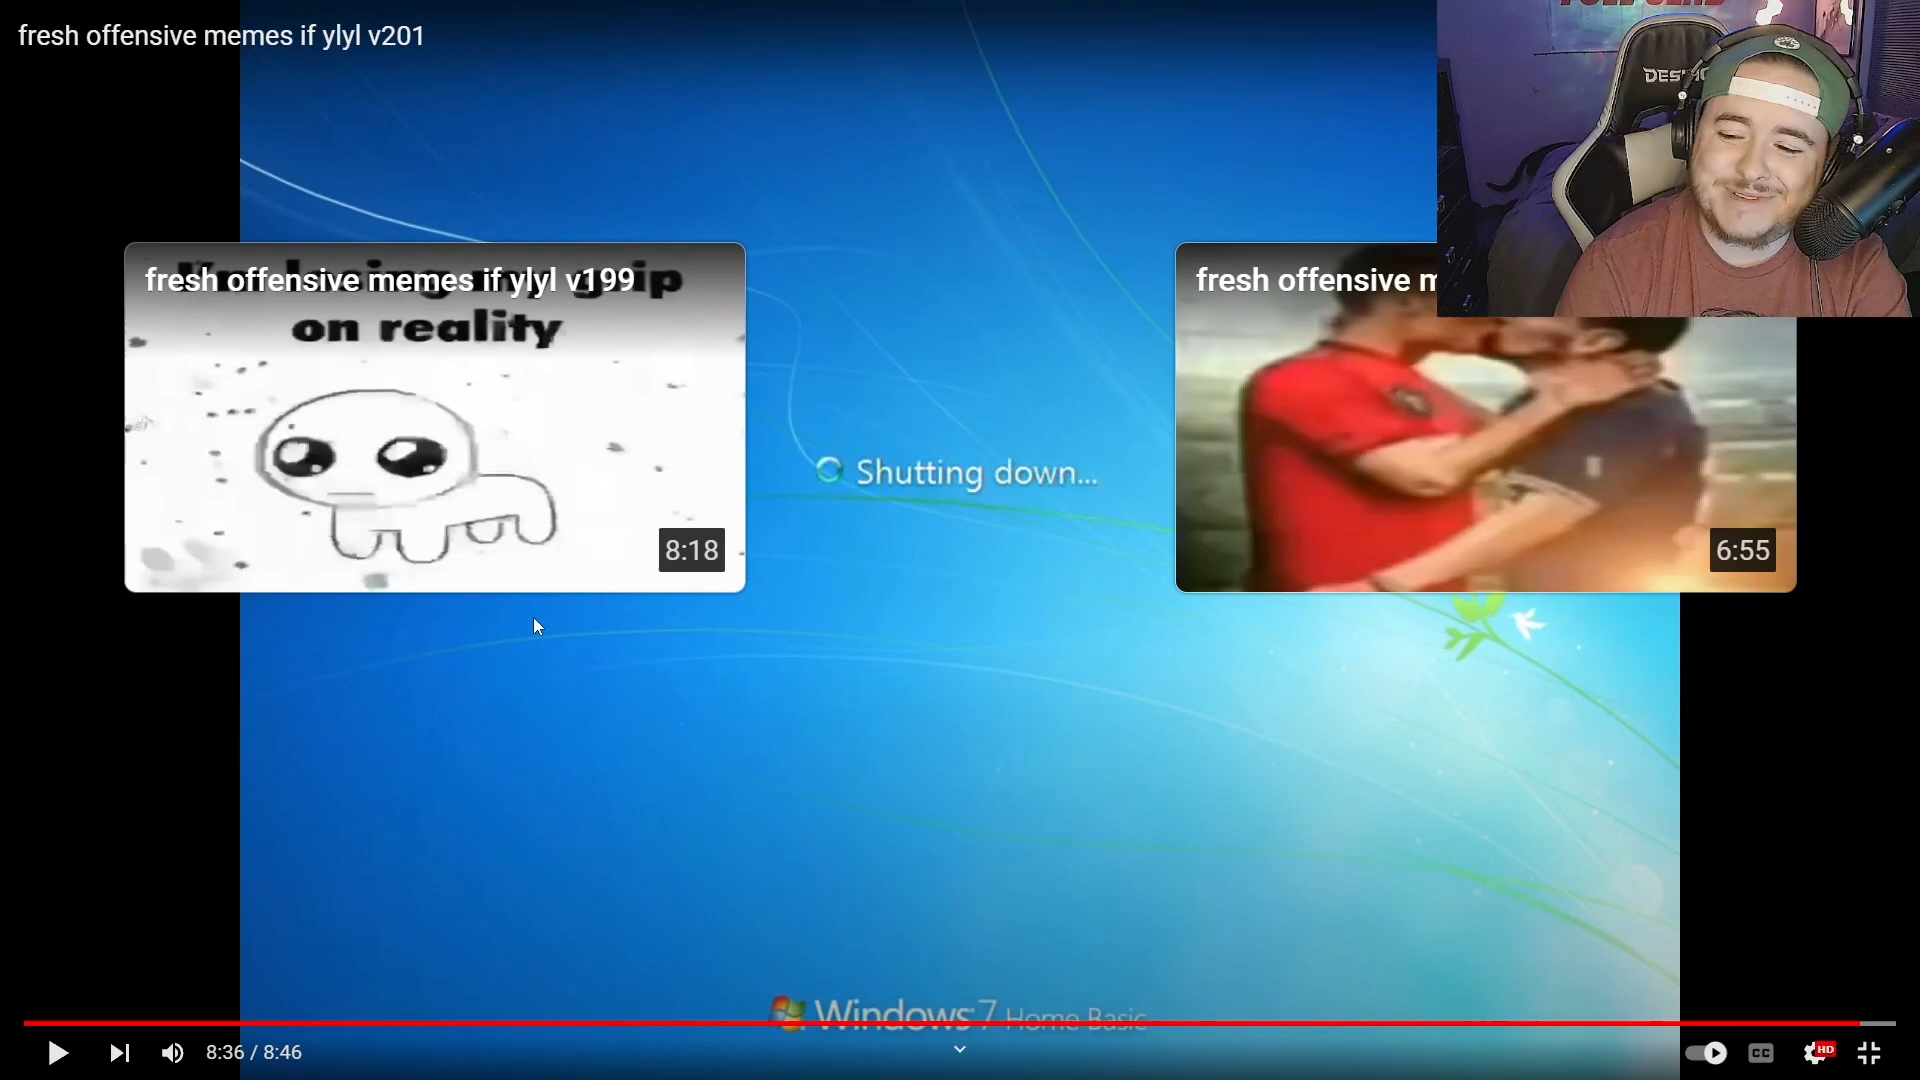 fresh offensive memes if ylyl v201
fresh offensive memes if ylyl v199
on reality
8:18
Shutting down...
fresh offensive m
6:55
Windows 7 Home Basic
8:36 / 8:46
CC
HD